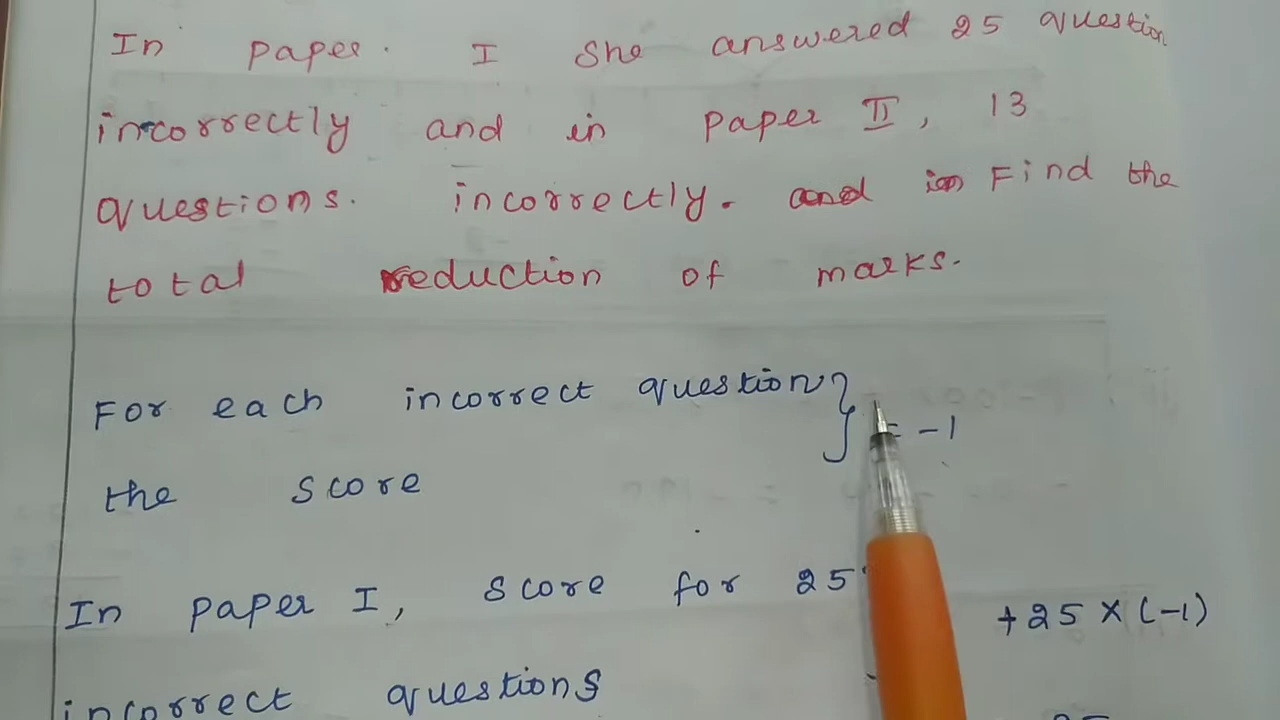 In paper. I She answered 25 question
incorrectly and in paper II, 13
questions. incorrectly. and in Find the
total reduction of marks.
For each incorrect question } = -1
the score
In paper I, score for 25
+25 × (-1)
incorrect questions